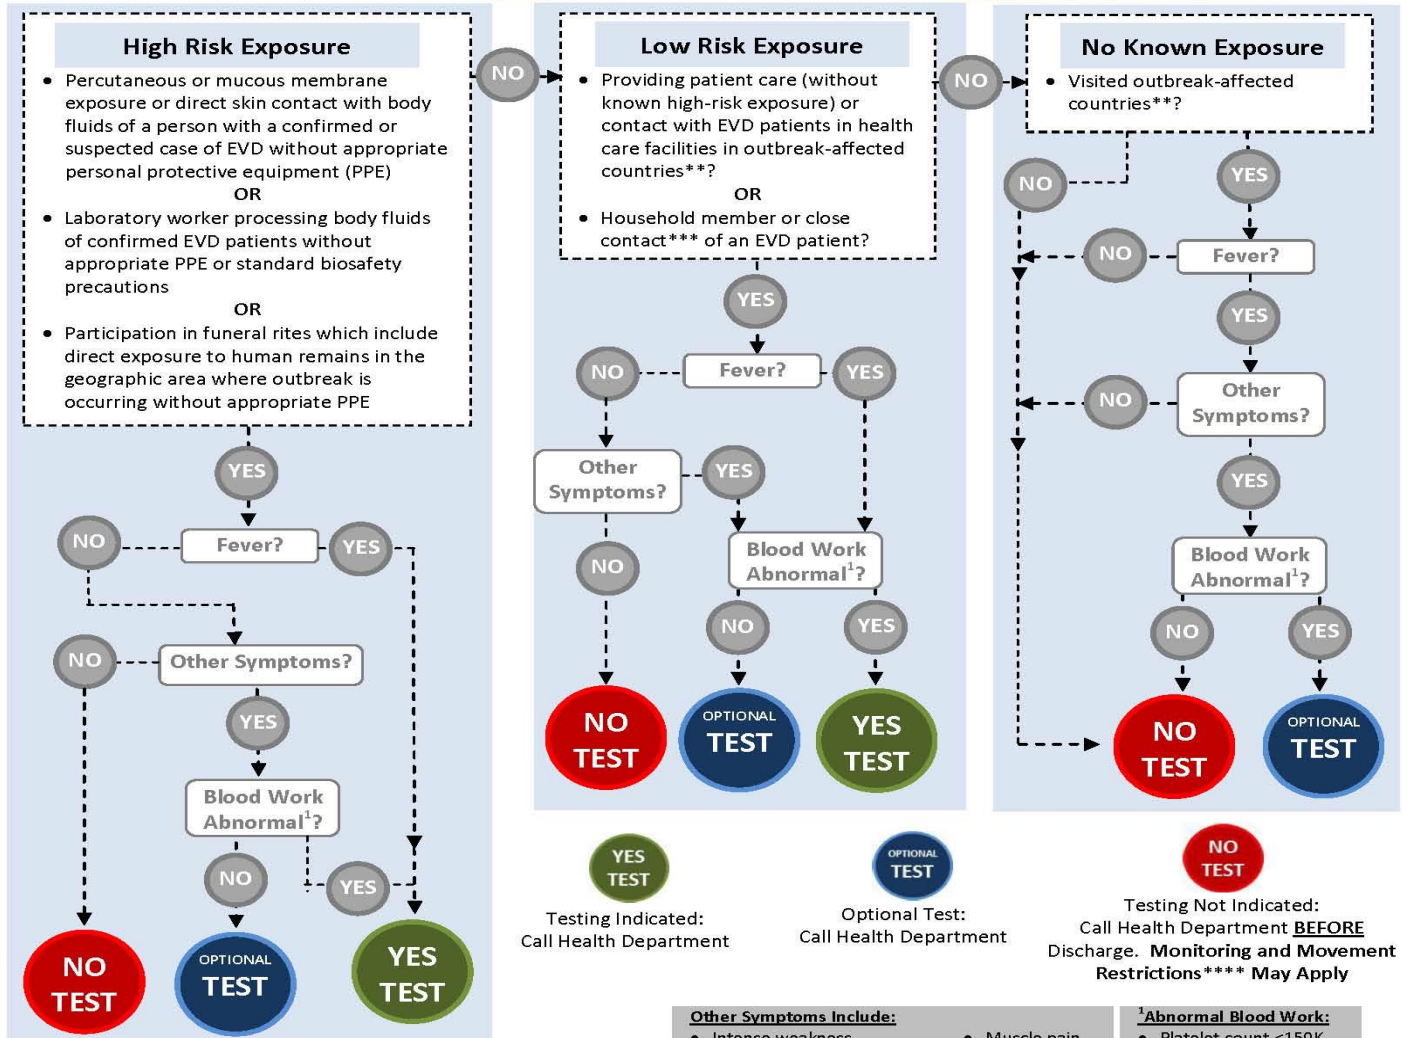 High Risk Exposure
• Percutaneous or mucous membrane
exposure or direct skin contact with body
fluids of a person with a confirmed or
suspected case of EVD without appropriate
personal protective equipment (PPE)
OR
• Laboratory worker processing body fluids
of confirmed EVD patients without
appropriate PPE or standard biosafety
precautions
OR
• Participation in funeral rites which include
direct exposure to human remains in the
geographic area where outbreak is
occurring without appropriate PPE
YES
NO
Fever?
YES
NO
Other Symptoms?
YES
Blood Work
Abnormal¹?
NO
YES
NO
TEST
OPTIONAL
TEST
YES
TEST
NO
Low Risk Exposure
• Providing patient care (without
known high-risk exposure) or
contact with EVD patients in health
care facilities in outbreak-affected
countries**?
OR
• Household member or close
contact*** of an EVD patient?
YES
NO
Fever?
YES
Other
Symptoms?
YES
NO
Blood Work
Abnormal¹?
NO
YES
NO
TEST
OPTIONAL
TEST
YES
TEST
NO
No Known Exposure
• Visited outbreak-affected
countries**?
NO
YES
NO
Fever?
YES
NO
Other
Symptoms?
YES
Blood Work
Abnormal¹?
NO
YES
NO
TEST
OPTIONAL
TEST
YES
TEST
Testing Indicated:
Call Health Department
OPTIONAL
TEST
Optional Test:
Call Health Department
NO
TEST
Testing Not Indicated:
Call Health Department BEFORE
Discharge. Monitoring and Movement
Restrictions**** May Apply
Other Symptoms Include:
• Intense weakness
• Muscle pain
¹Abnormal Blood Work:
• Platelet count <150K